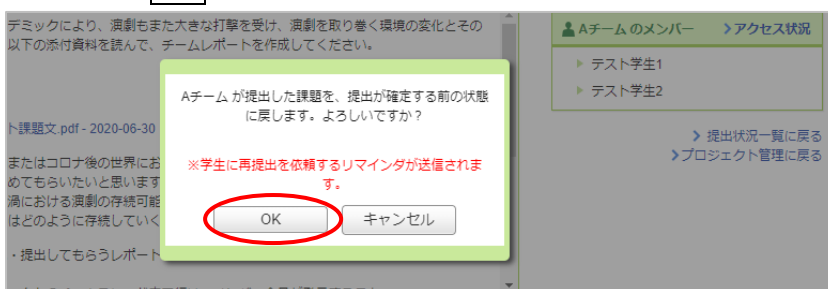 デミックにより、演劇もまた大きな打撃を受け、演劇を取り巻く環境の変化とその
以下の添付資料を読んで、チームレポートを作成してください。
ト課題文.pdf - 2020-06-30
またはコロナ後の世界にお
めてもらいたいと思います
渦における演劇の存続可能
はどのように存続していく
・提出してもらうレポート
Aチーム が提出した課題を、提出が確定する前の状態
に戻します。よろしいですか？
※学生に再提出を依頼するリマインダが送信されま
す。
OK
キャンセル
Aチーム のメンバー
アクセス状況
テスト学生1
テスト学生2
提出状況一覧に戻る
プロジェクト管理に戻る